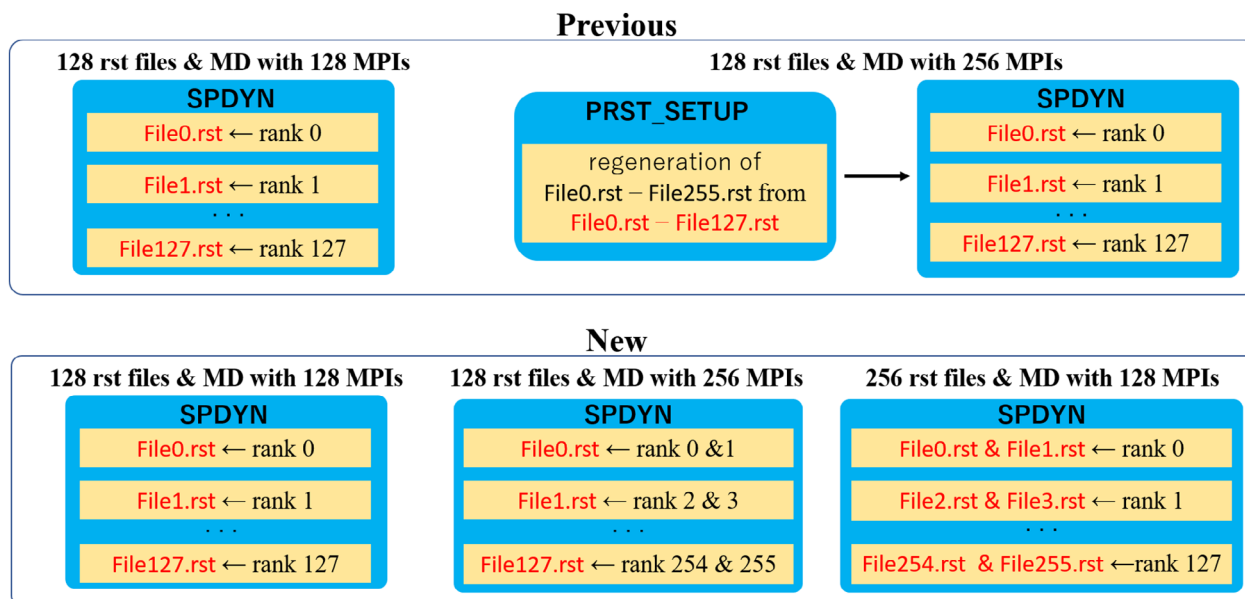 Previous
128 rst files & MD with 128 MPIs
SPDYN
File0.rst ← rank 0
File1.rst ← rank 1
...
File127.rst ← rank 127
128 rst files & MD with 256 MPIs
PRST_SETUP
regeneration of
File0.rst – File255.rst from
File0.rst – File127.rst
SPDYN
File0.rst ← rank 0
File1.rst ← rank 1
...
File127.rst ← rank 127
New
128 rst files & MD with 128 MPIs
SPDYN
File0.rst ← rank 0
File1.rst ← rank 1
...
File127.rst ← rank 127
128 rst files & MD with 256 MPIs
SPDYN
File0.rst ← rank 0 &1
File1.rst ← rank 2 & 3
...
File127.rst ← rank 254 & 255
256 rst files & MD with 128 MPIs
SPDYN
File0.rst & File1.rst ← rank 0
File2.rst & File3.rst ← rank 1
...
File254.rst & File255.rst ←rank 127